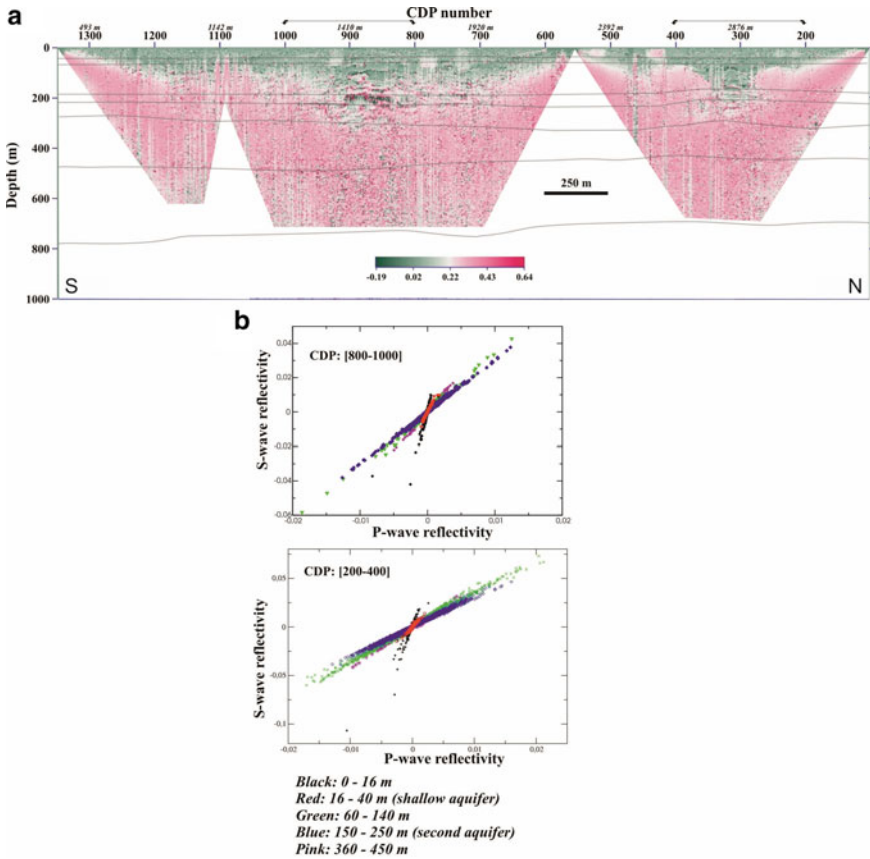 a
CDP number
493 m 1142 m 1410 m 1920 m 2392 m 2876 m
1300 1200 1100 1000 900 800 700 600 500 400 300 200
Depth (m)
0
200
400
600
800
1000
250 m
-0.19 0.02 0.22 0.43 0.64
S N
b
CDP: [800-1000]
S-wave reflectivity
0,04
0,02
0
-0,02
-0,04
-0,06
-0,02 -0,01 0 0,01 0,02
P-wave reflectivity
CDP: [200-400]
S-wave reflectivity
0,05
0
-0,05
-0,1
-0,02 -0,01 0 0,01 0,02
P-wave reflectivity
Black: 0 - 16 m
Red: 16 - 40 m (shallow aquifer)
Green: 60 - 140 m
Blue: 150 - 250 m (second aquifer)
Pink: 360 - 450 m